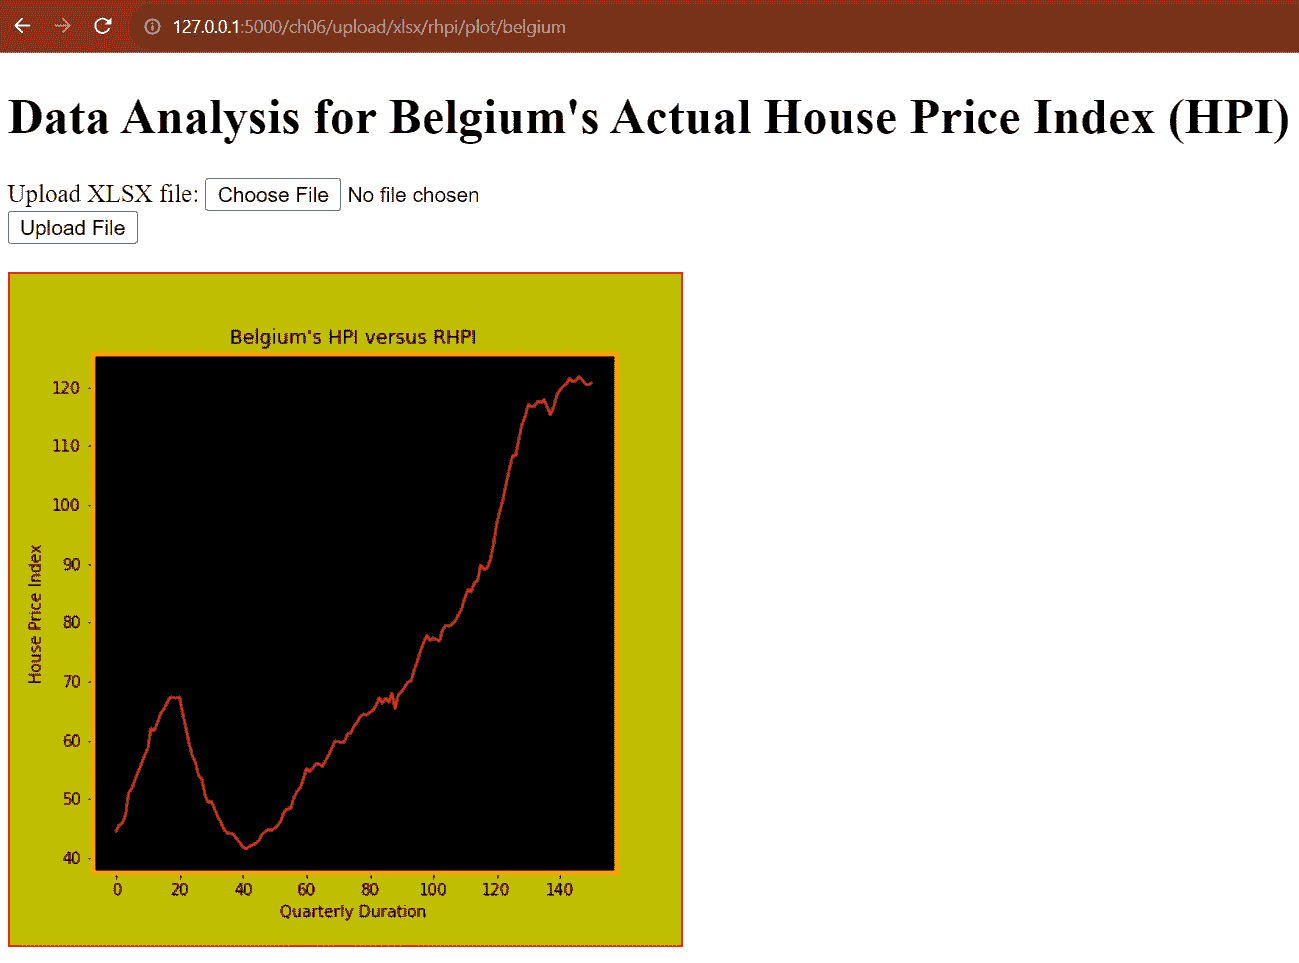 127.0.0.1:5000/ch06/upload/xlsx/rhpi/plot/belgium
Data Analysis for Belgium's Actual House Price Index (HPI)
Upload XLSX file: Choose File No file chosen
Upload File
Belgium's HPI versus RHPI
120
110
100
90
80
70
60
50
40
House Price Index
0 20 40 60 80 100 120 140
Quarterly Duration